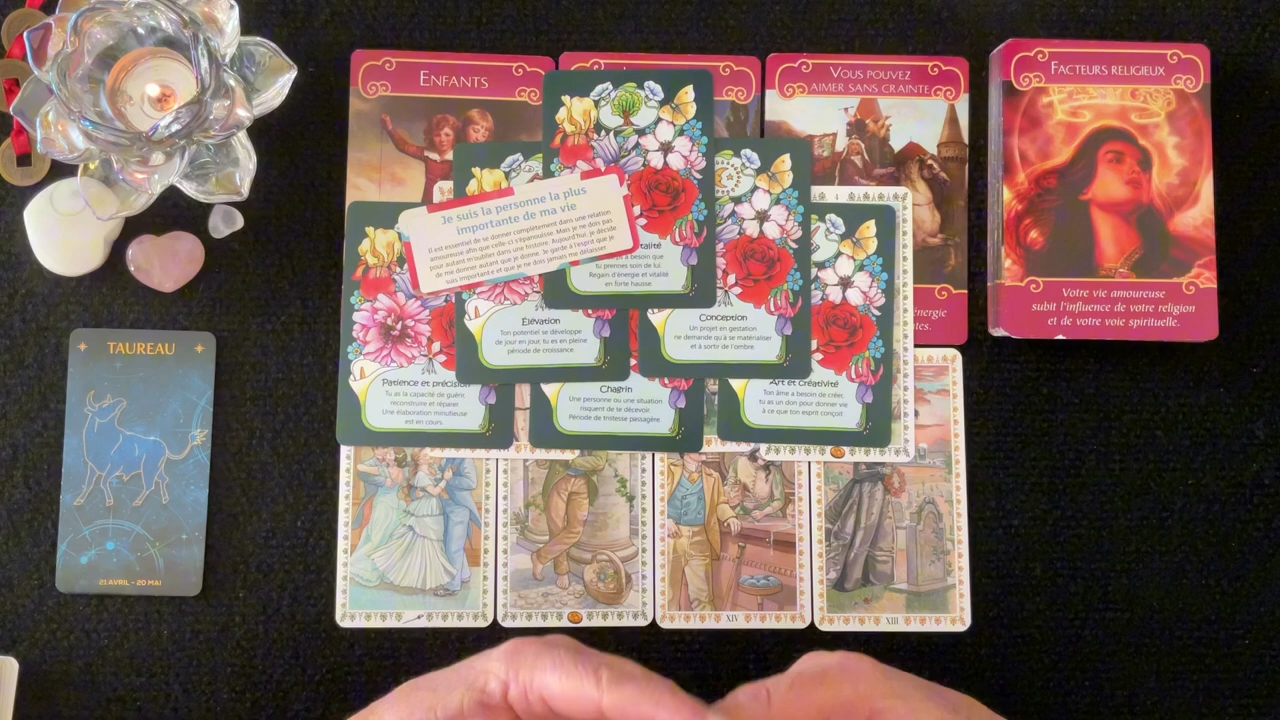 ENFANTS
VOUS POUVEZ
AIMER SANS CRAINTE
FACTEURS RELIGIEUX
Votre vie amoureuse
subit l'influence de votre religion
et de votre voie spirituelle.
Je suis la personne la plus
importante de ma vie
Il est essentiel de se donner complètement dans une relation
amoureuse afin que celle-ci s'épanouisse. Mais je ne dois pas
pour autant m'oublier dans une histoire. Aujourd'hui, je décide
de me donner autant que je donne. Je garde à l'esprit que je
suis important·e et que je ne dois jamais me délaisser
besoin que
tu prennes soin de lui.
Regain d'énergie et vitalité
en forte hausse.
Élévation
Ton potentiel se développe
de jour en jour, tu es en pleine
période de croissance.
Conception
Un projet en gestation
ne demande qu'à se matérialiser
et à sortir de l'ombre.
Patience et précision
Tu as la capacité de guérir,
reconstruire et réparer.
Une élaboration minutieuse
est en cours.
Chagrin
Une personne ou une situation
risquent de te décevoir.
Période de tristesse passagère.
Art et créativité
Ton âme a besoin de créer,
tu as un don pour donner vie
à ce que ton esprit conçoit.
TAUREAU
21 AVRIL - 20 MAI
XIV
XIII